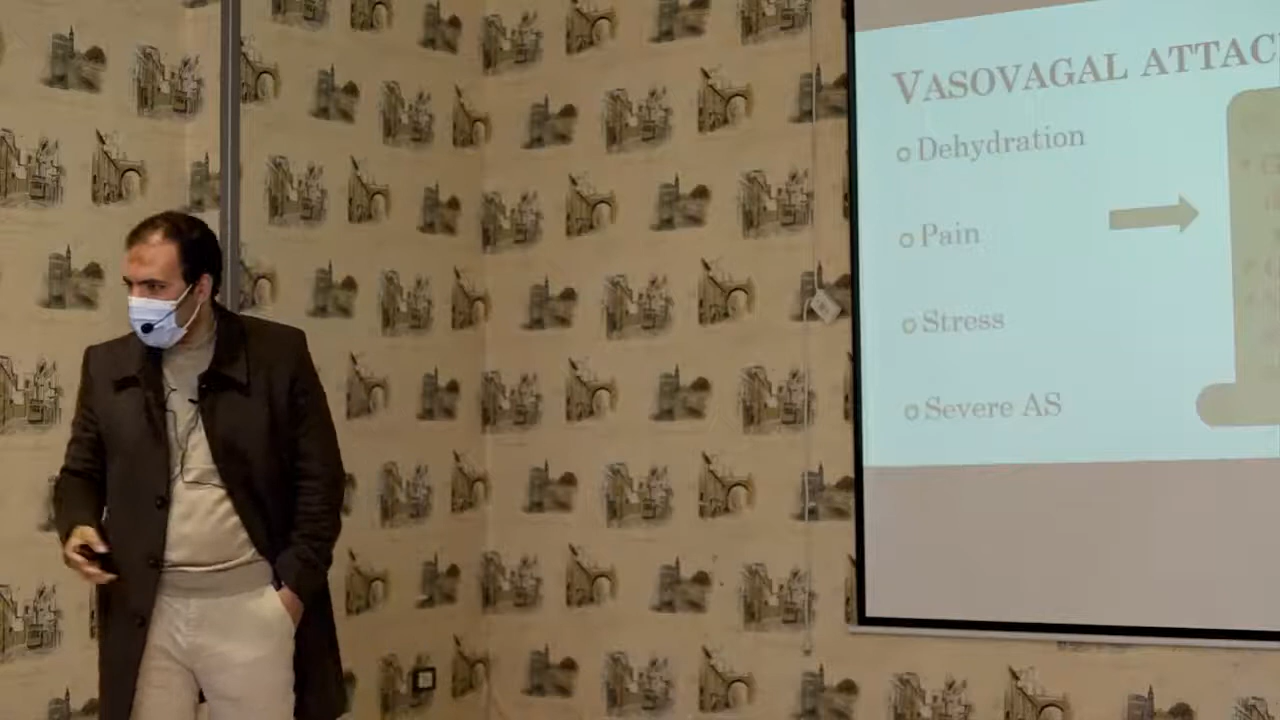 VASOVAGAL ATTAC
Dehydration
Pain
Stress
Severe AS